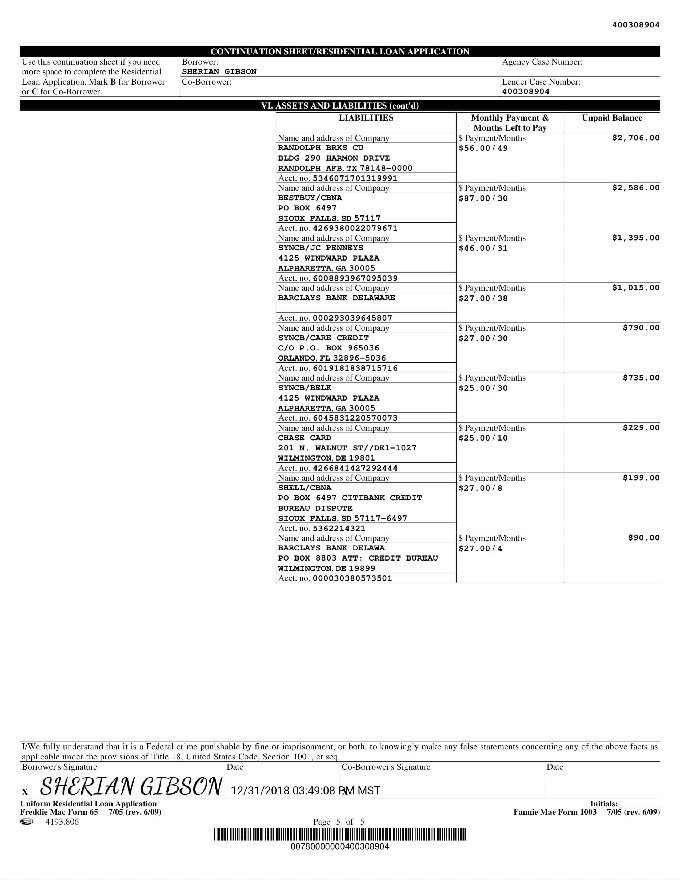 400308904
CONTINUATION SHEET/RESIDENTIAL LOAN APPLICATION
Use this continuation sheet if you need more space to complete the Residential Loan Application. Mark B for Borrower or C for Co-Borrower.
Borrower:
SHERIAN GIBSON
Co-Borrower:
Agency Case Number:
Lender Case Number:
400308904
VI. ASSETS AND LIABILITIES (cont'd)
LIABILITIES
Monthly Payment & Months Left to Pay
Unpaid Balance
Name and address of Company $ Payment/Months $2,706.00
RANDOLPH BRKS CU $56.00/49
BLDG 290 HARMON DRIVE
RANDOLPH AFB, TX 78148-0000
Acct. no. 5346071701319991
Name and address of Company $ Payment/Months $2,586.00
BESTBUY/CBNA $87.00/30
PO BOX 6497
SIOUX FALLS, SD 57117
Acct. no. 4269380022079671
Name and address of Company $ Payment/Months $1,395.00
SYNCB/JC PENNEYS $46.00/31
4125 WINDWARD PLAZA
ALPHARETTA, GA 30005
Acct. no. 6008893967095039
Name and address of Company $ Payment/Months $1,015.00
BARCLAYS BANK DELAWARE $27.00/38
Acct. no. 000293039645807
Name and address of Company $ Payment/Months $790.00
SYNCB/CARE CREDIT $27.00/30
C/O P.O. BOX 965036
ORLANDO, FL 32896-5036
Acct. no. 6019181838715716
Name and address of Company $ Payment/Months $735.00
SYNCB/BELK $25.00/30
4125 WINDWARD PLAZA
ALPHARETTA, GA 30005
Acct. no. 6045831220570073
Name and address of Company $ Payment/Months $229.00
CHASE CARD $25.00/10
201 N. WALNUT ST//DE1-1027
WILMINGTON, DE 19801
Acct. no. 4266841427292444
Name and address of Company $ Payment/Months $199.00
SHELL/CBNA $27.00/8
PO BOX 6497 CITIBANK CREDIT
BUREAU DISPUTE
SIOUX FALLS, SD 57117-6497
Acct. no. 5362214321
Name and address of Company $ Payment/Months $90.00
BARCLAYS BANK DELAWA $27.00/4
PO BOX 8803 ATT: CREDIT BUREAU
WILMINGTON, DE 19899
Acct. no. 000030380573501
I/We fully understand that it is a Federal crime punishable by fine or imprisonment, or both, to knowingly make any false statements concerning any of the above facts as
applicable under the provisions of Title 18, United States Code, Section 1001, et seq.
Borrower's Signature Date Co-Borrower's Signature Date
X SHERIAN GIBSON 12/31/2018 03:49:08 PM MST
Uniform Residential Loan Application Initials:
Freddie Mac Form 65 7/05 (rev. 6/09) Fannie Mae Form 1003 7/05 (rev. 6/09)
4193.806 Page 5 of 5
0078000000400308904